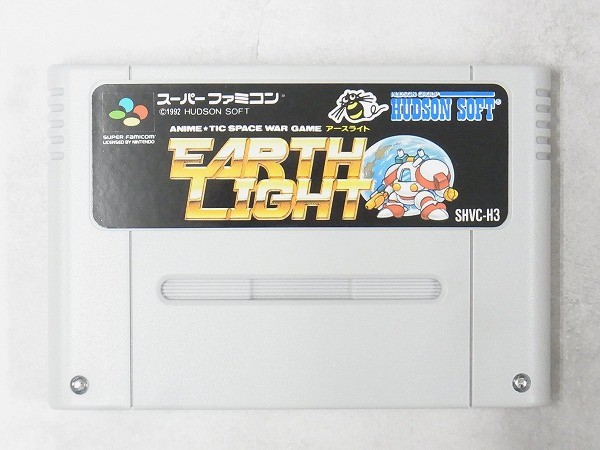 スーパーファミコン
©1992 HUDSON SOFT
SUPER FAMICOM
LICENSED BY NINTENDO
HUDSON GROUP
HUDSON SOFT
ANIME★TIC SPACE WAR GAME アースライト
EARTH
LIGHT
SHVC-H3